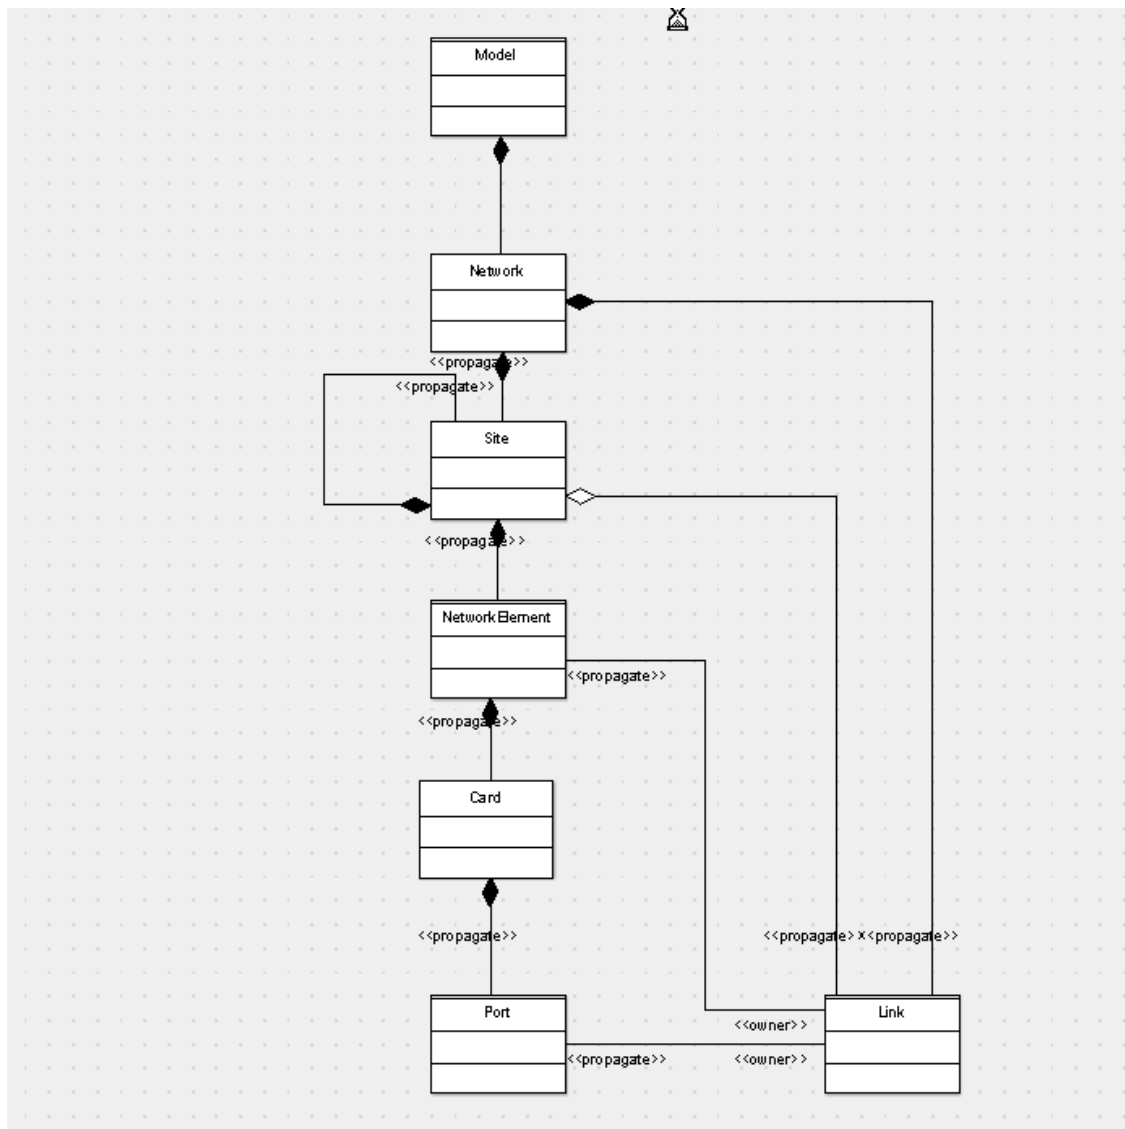 Model
Network
<<propagate>>
<<propagate>>
Site
<<propagate>>
NetworkElement
<<propagate>>
<<propagate>>
Card
<<propagate>>
<<propagate>
<<propagate>>
Port
Link
<<owner>>
<<propagate>>
<<owner>>